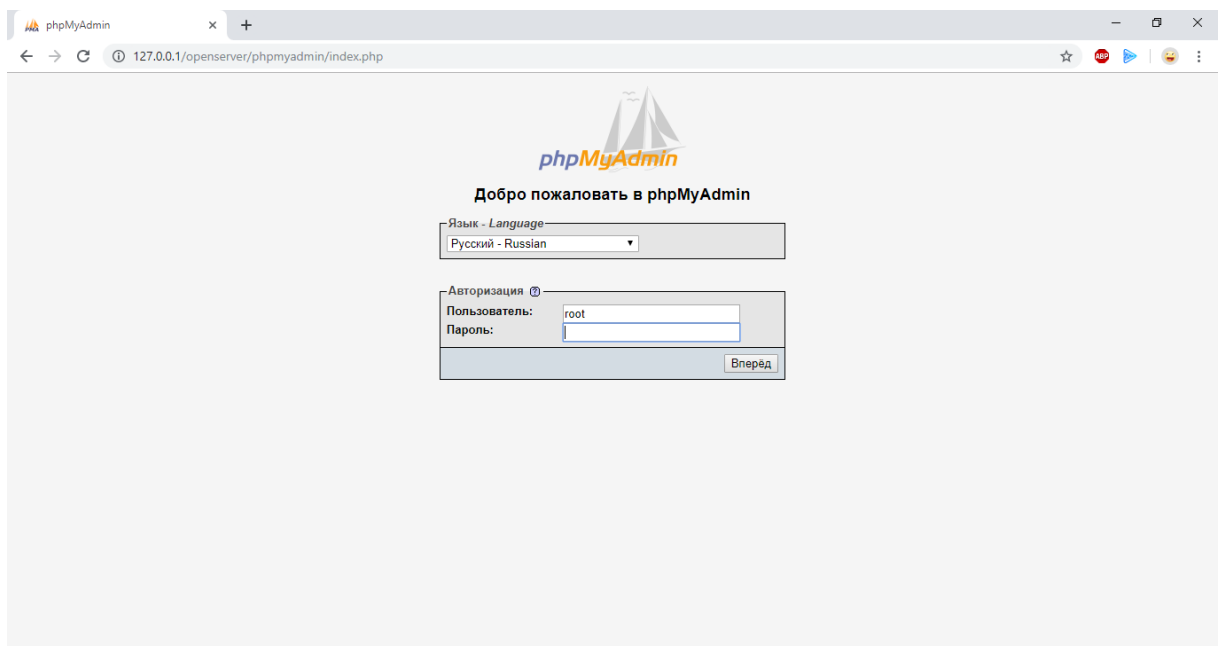 phpMyAdmin
127.0.0.1/openserver/phpmyadmin/index.php
ABP
phpMyAdmin
Добро пожаловать в phpMyAdmin
Язык - Language
Русский - Russian
Авторизация ?
Пользователь: root
Пароль:
Вперёд